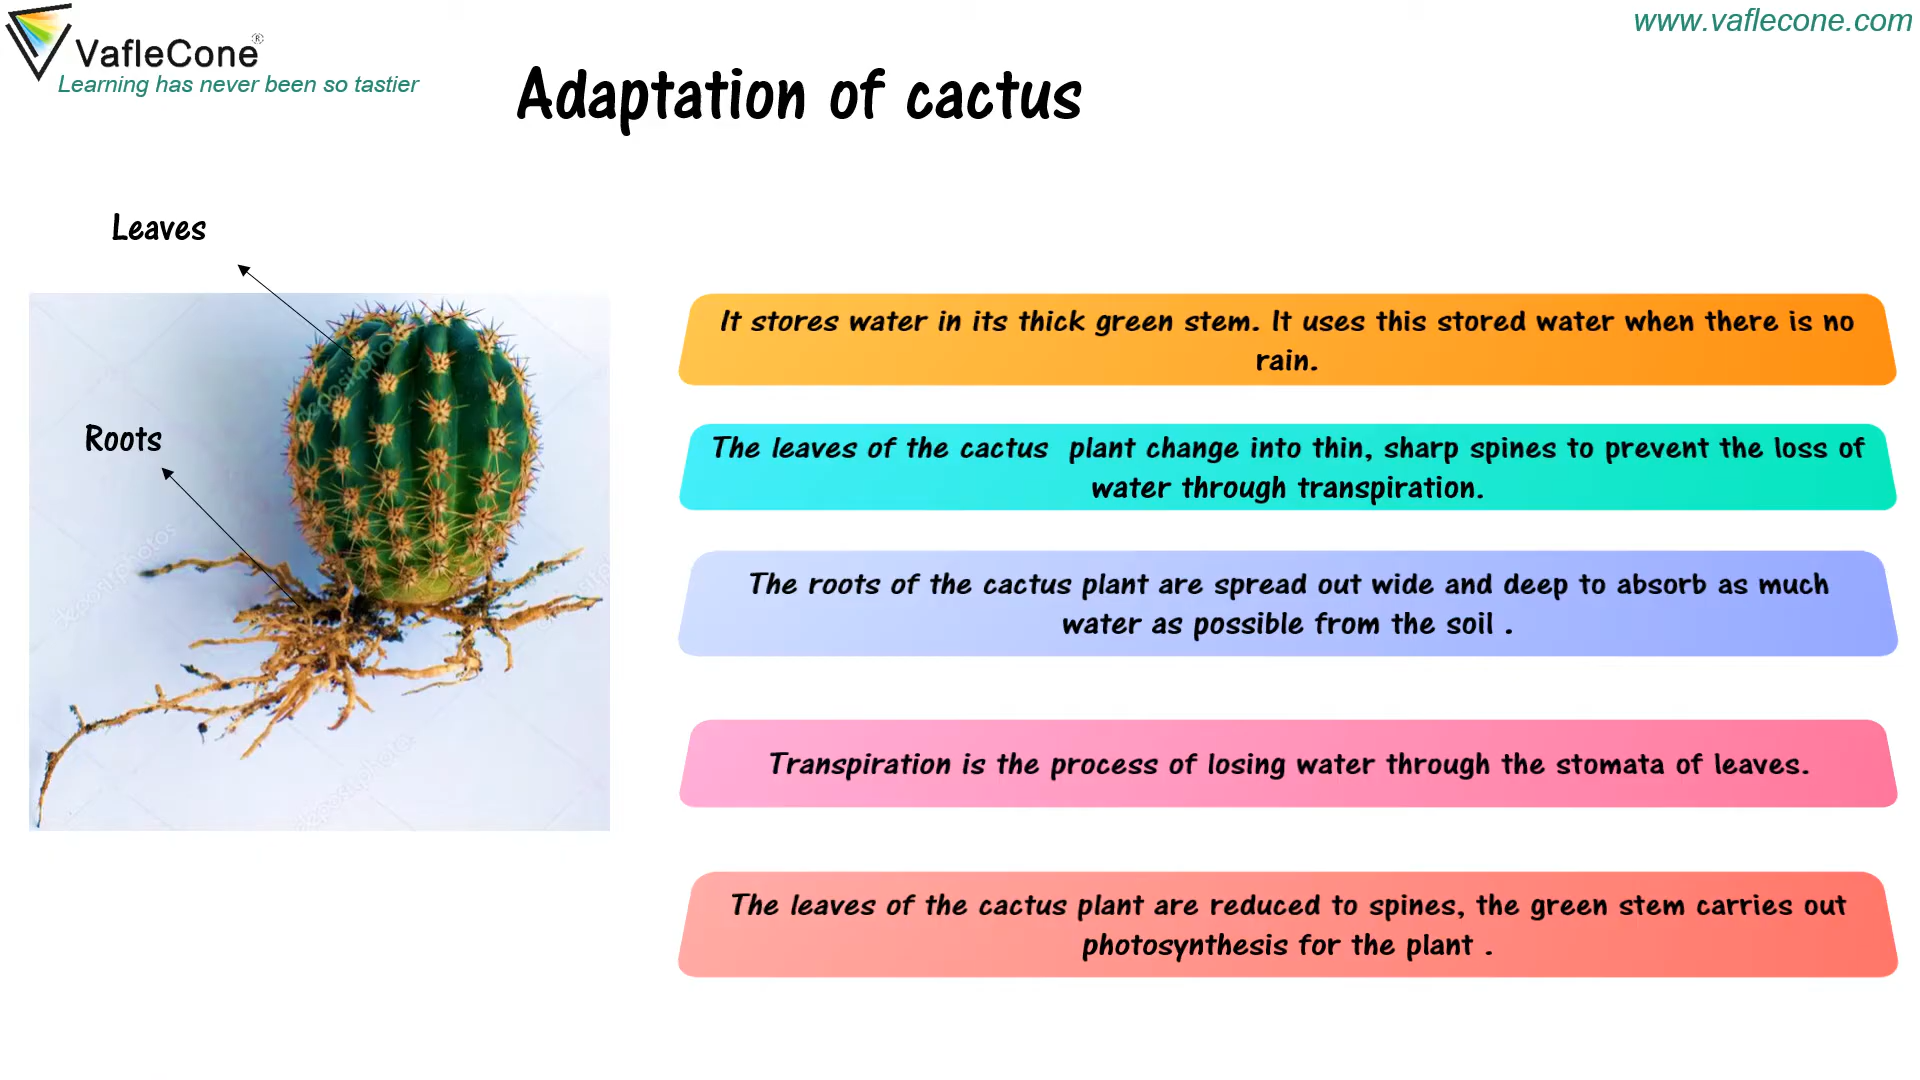 www.vaflecone.com
VafleCone®
Learning has never been so tastier
Adaptation of cactus
Leaves
Roots
It stores water in its thick green stem. It uses this stored water when there is no
rain.
The leaves of the cactus plant change into thin, sharp spines to prevent the loss of
water through transpiration.
The roots of the cactus plant are spread out wide and deep to absorb as much
water as possible from the soil .
Transpiration is the process of losing water through the stomata of leaves.
The leaves of the cactus plant are reduced to spines, the green stem carries out
photosynthesis for the plant .
depositphotos
depositphotos
depositphotos